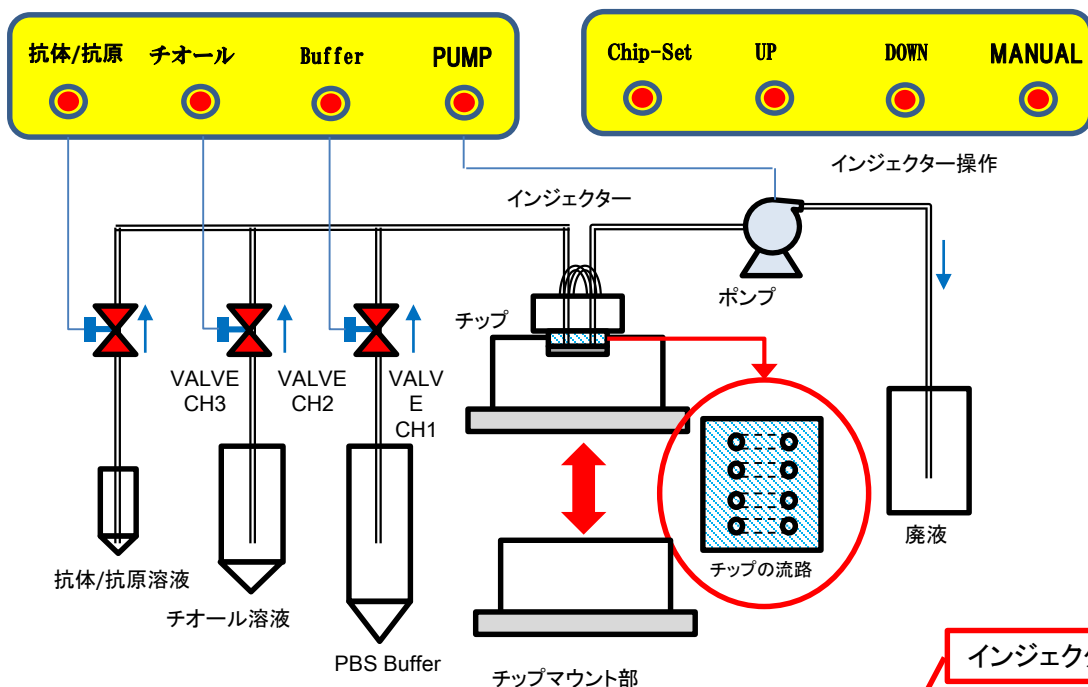 抗体/抗原 チオール Buffer PUMP
Chip-Set UP DOWN MANUAL
インジェクター操作
インジェクター
ポンプ
チップ
VALVE
CH3
VALVE
CH2
VALV
E
CH1
チップの流路
廃液
抗体/抗原溶液
チオール溶液
PBS Buffer
チップマウント部
インジェク